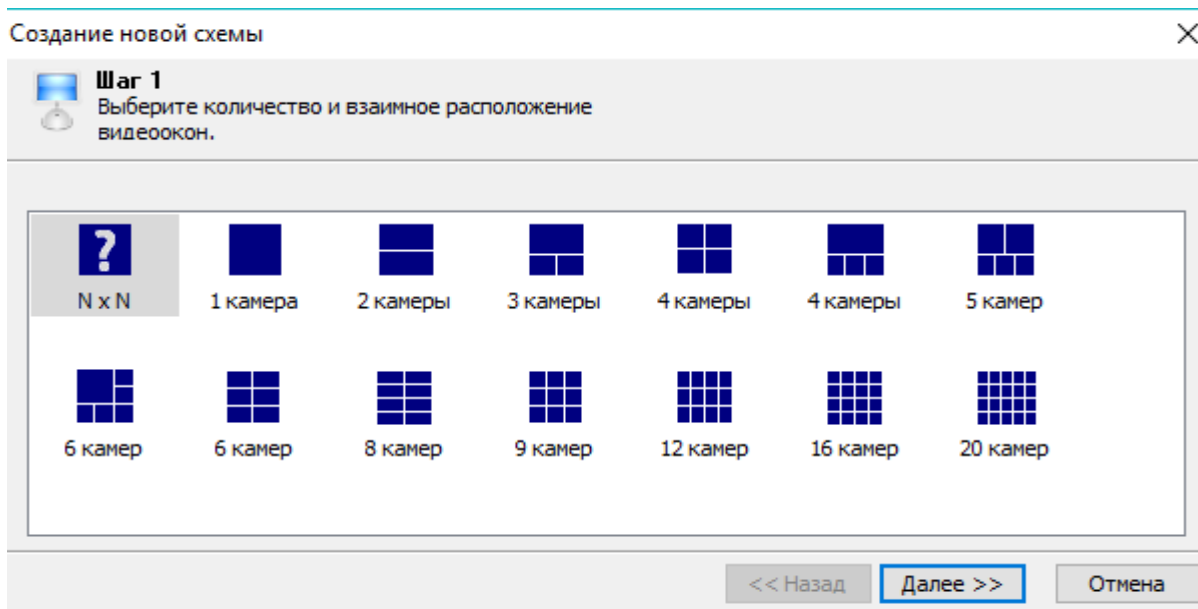 Создание новой схемы
Шаг 1
Выберите количество и взаимное расположение
видеоокон.
?
N x N
1 камера
2 камеры
3 камеры
4 камеры
4 камеры
5 камер
6 камер
6 камер
8 камер
9 камер
12 камер
16 камер
20 камер
<< Назад
Далее >>
Отмена